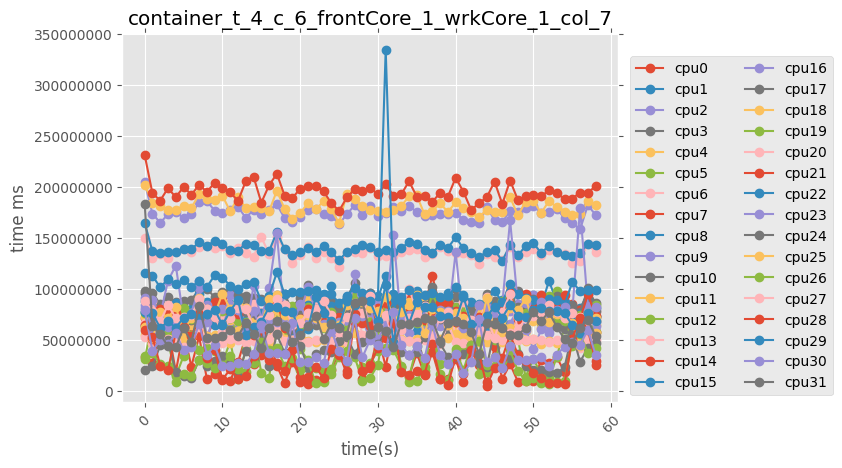 container_t_4_c_6_frontCore_1_wrkCore_1_col_7
350000000
300000000
250000000
200000000
150000000
100000000
50000000
0
time ms
0 10 20 30 40 50 60
time(s)
cpu0 cpu16
cpu1 cpu17
cpu2 cpu18
cpu3 cpu19
cpu4 cpu20
cpu5 cpu21
cpu6 cpu22
cpu7 cpu23
cpu8 cpu24
cpu9 cpu25
cpu10 cpu26
cpu11 cpu27
cpu12 cpu28
cpu13 cpu29
cpu14 cpu30
cpu15 cpu31